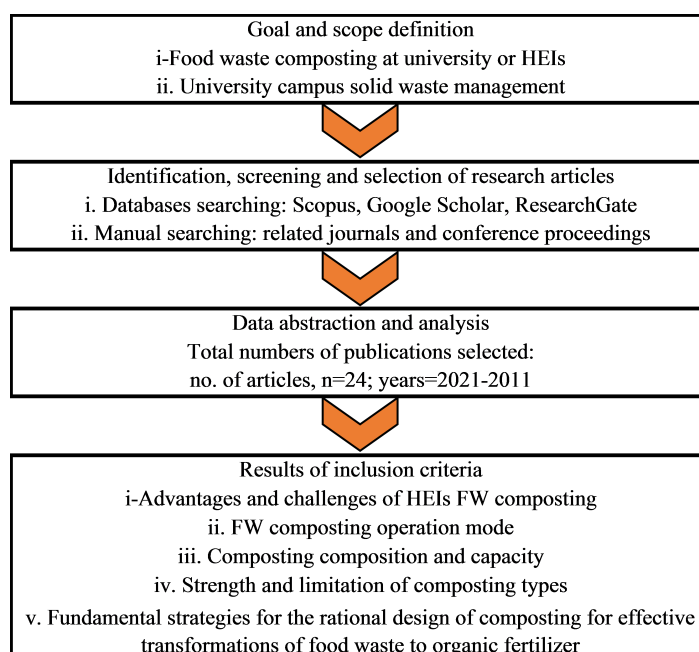 Goal and scope definition
i-Food waste composting at university or HEIs
ii. University campus solid waste management
Identification, screening and selection of research articles
i. Databases searching: Scopus, Google Scholar, ResearchGate
ii. Manual searching: related journals and conference proceedings
Data abstraction and analysis
Total numbers of publications selected:
no. of articles, n=24; years=2021-2011
Results of inclusion criteria
i-Advantages and challenges of HEIs FW composting
ii. FW composting operation mode
iii. Composting composition and capacity
iv. Strength and limitation of composting types
v. Fundamental strategies for the rational design of composting for effective
transformations of food waste to organic fertilizer